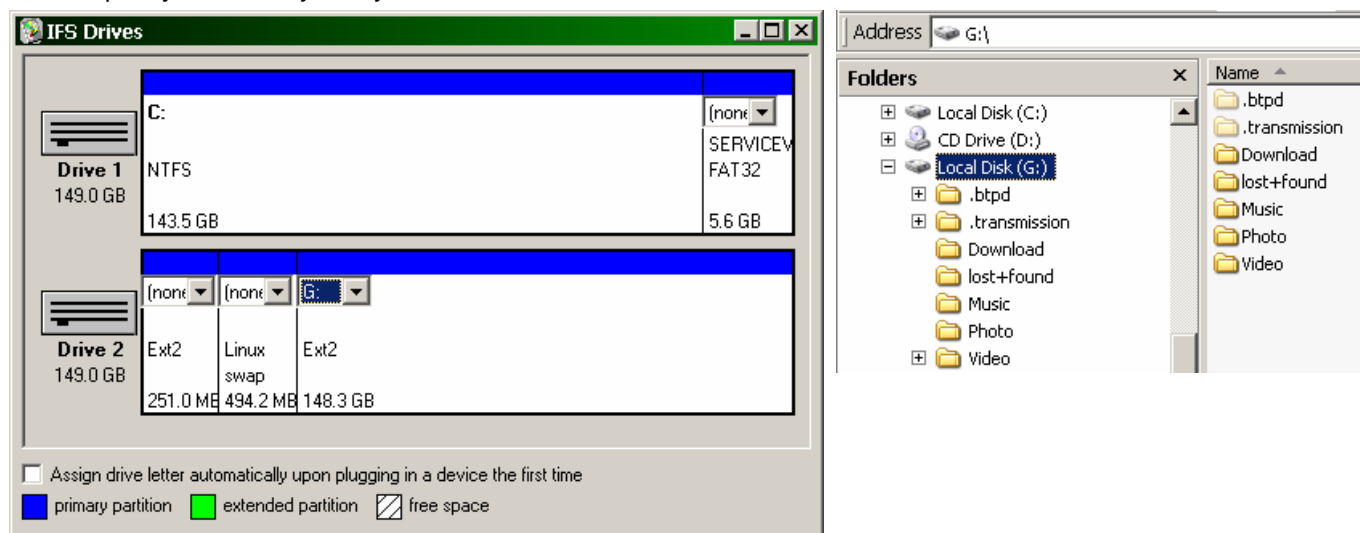 IFS Drives
Drive 1
149.0 GB
C:
NTFS
143.5 GB
(none
SERVICEV
FAT32
5.6 GB
Drive 2
149.0 GB
(none
Ext2
251.0 ME
(none
Linux
swap
494.2 MB
G:
Ext2
148.3 GB
Assign drive letter automatically upon plugging in a device the first time
primary partition extended partition free space
Address G:\
Folders
Local Disk (C:)
CD Drive (D:)
Local Disk (G:)
.btpd
.transmission
Download
lost+found
Music
Photo
Video
Name
.btpd
.transmission
Download
lost+found
Music
Photo
Video